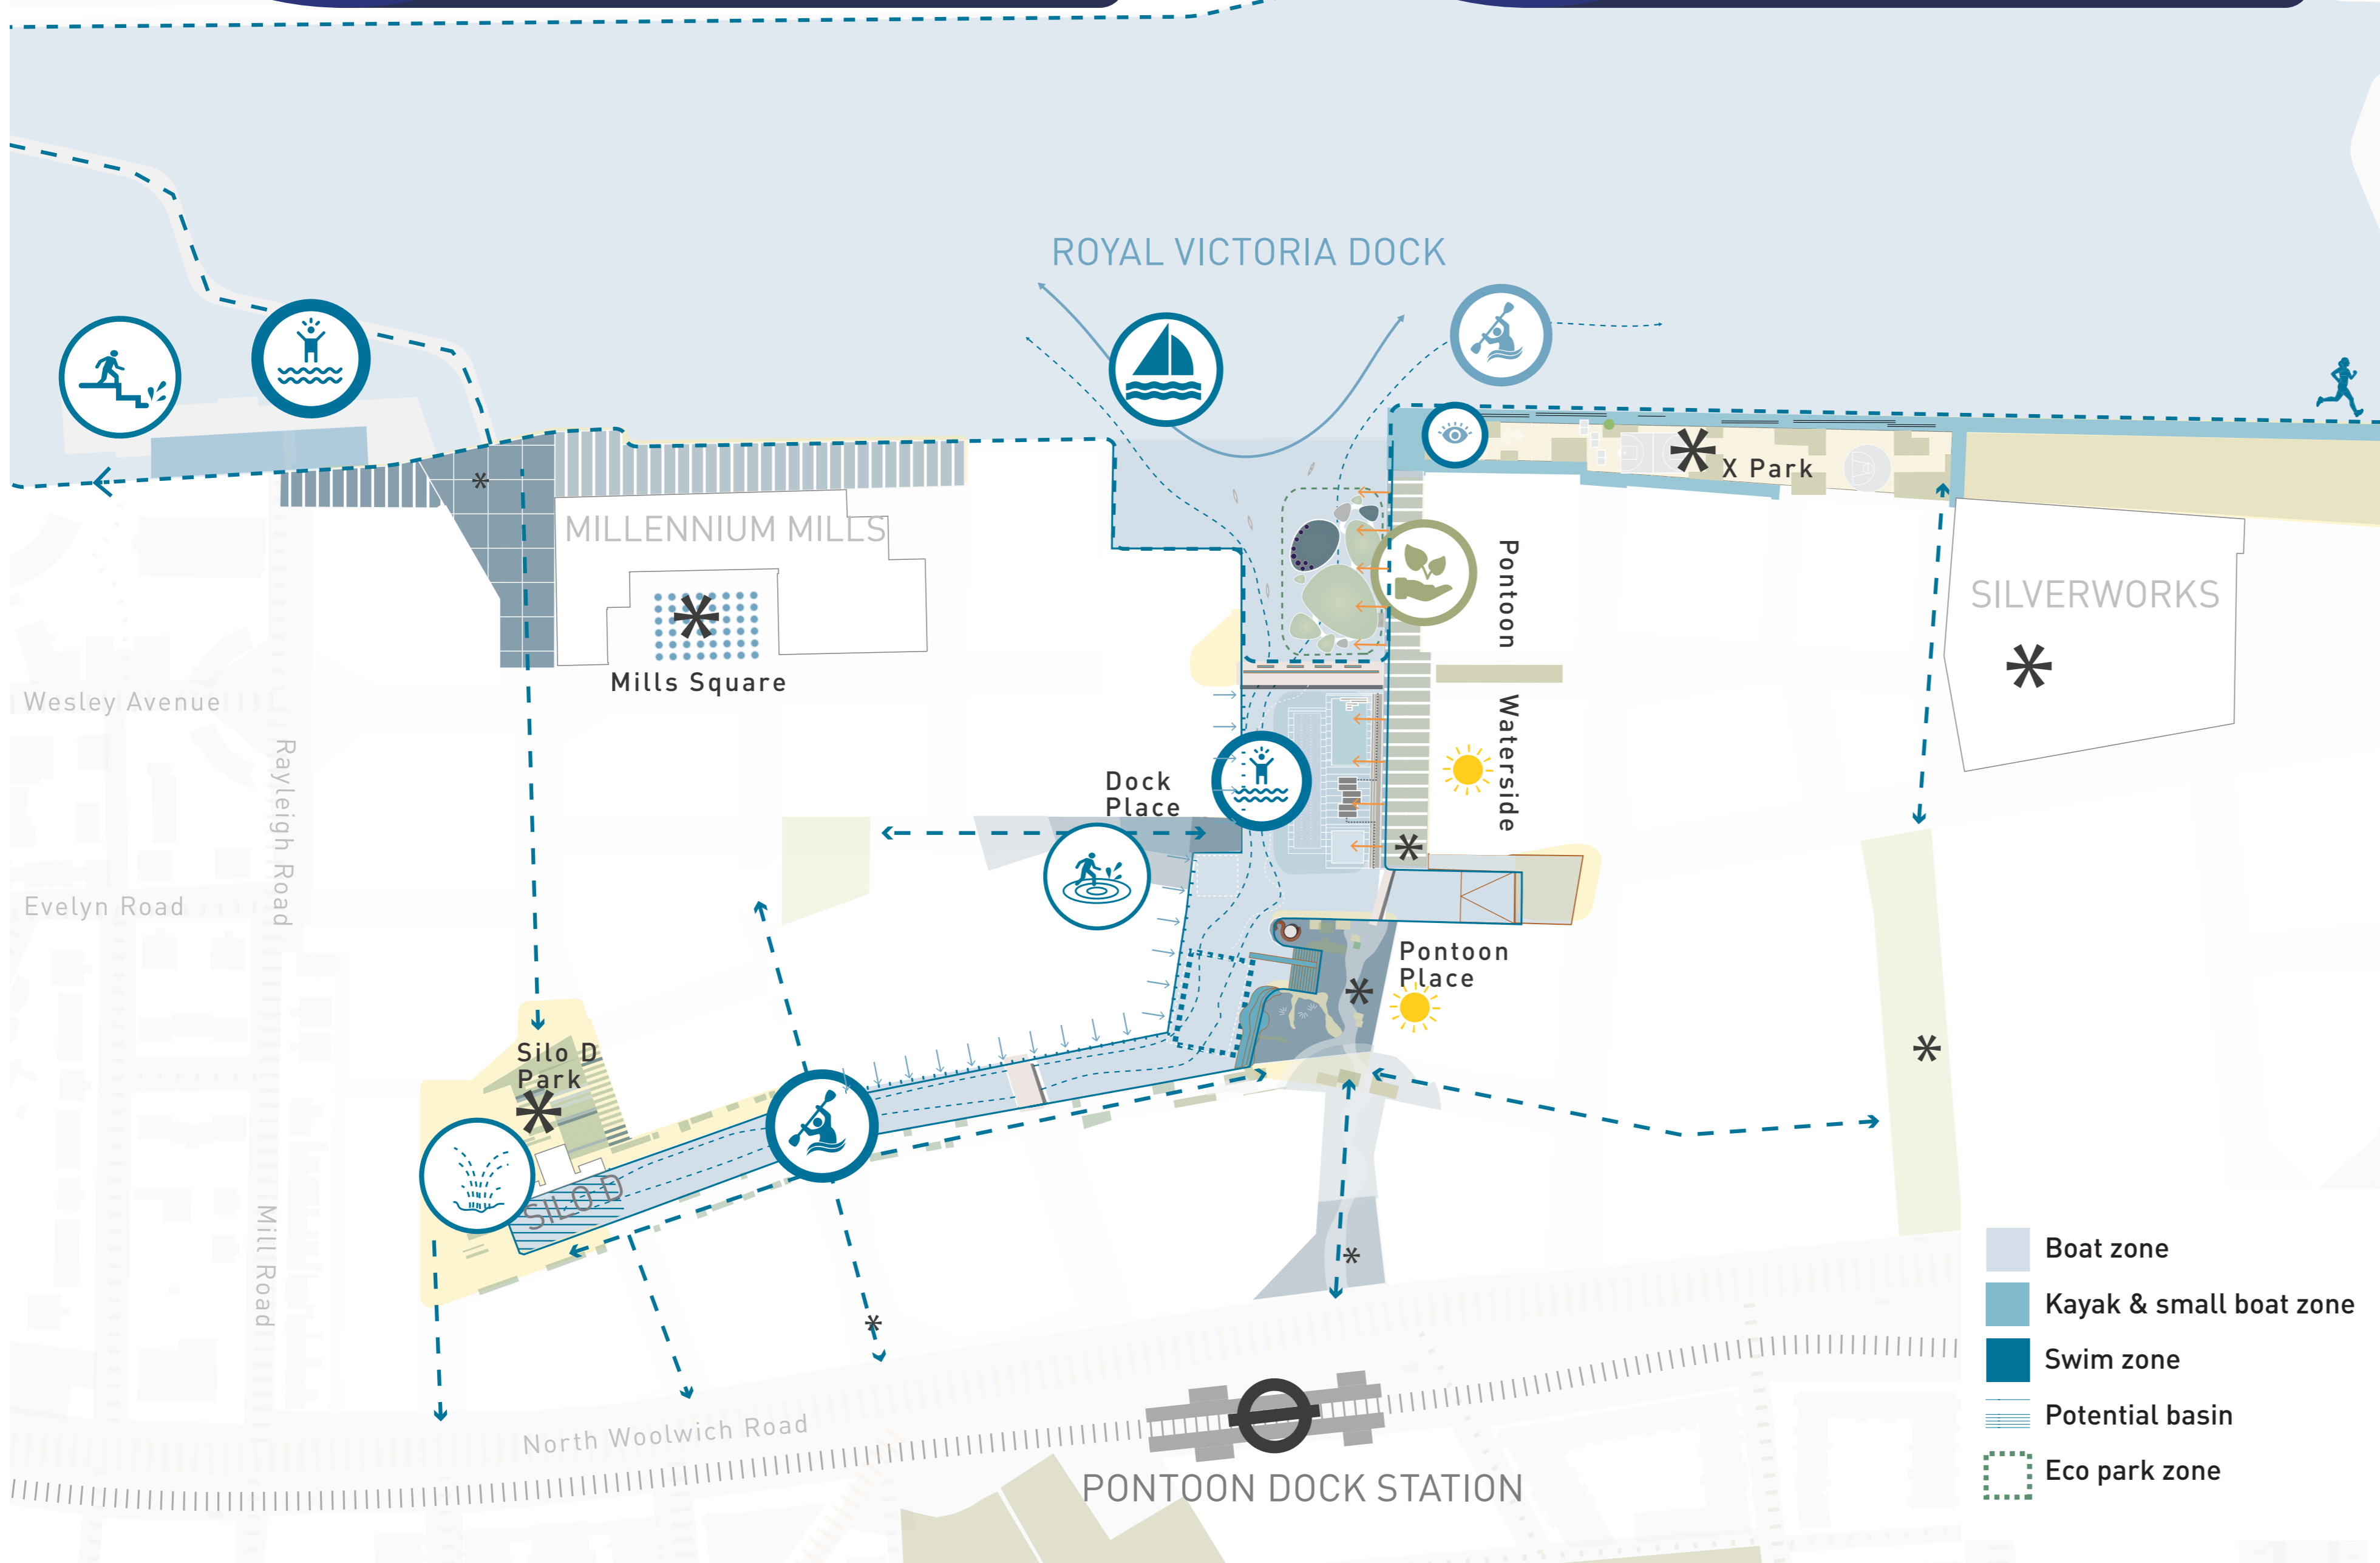 ROYAL VICTORIA DOCK
X Park
MILLENNIUM MILLS
Pontoon
Waterside
SILVERWORKS
Mills Square
Wesley Avenue
Rayleigh Road
Dock
Place
Evelyn Road
Pontoon
Place
Silo D
Park
SILO D
Mill Road
North Woolwich Road
PONTOON DOCK STATION
Boat zone
Kayak & small boat zone
Swim zone
Potential basin
Eco park zone